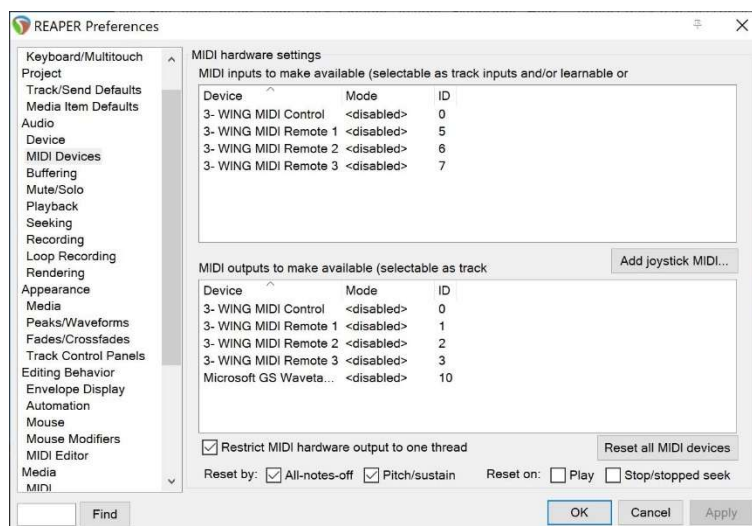 REAPER Preferences
Keyboard/Multitouch
Project
Track/Send Defaults
Media Item Defaults
Audio
Device
MIDI Devices
Buffering
Mute/Solo
Playback
Seeking
Recording
Loop Recording
Rendering
Appearance
Media
Peaks/Waveforms
Fades/Crossfades
Track Control Panels
Editing Behavior
Envelope Display
Automation
Mouse
Mouse Modifiers
MIDI Editor
Media
MIDI
Find
MIDI hardware settings
MIDI inputs to make available (selectable as track inputs and/or learnable or
Device Mode ID
3- WING MIDI Control <disabled> 0
3- WING MIDI Remote 1 <disabled> 5
3- WING MIDI Remote 2 <disabled> 6
3- WING MIDI Remote 3 <disabled> 7
Add joystick MIDI...
MIDI outputs to make available (selectable as track
Device Mode ID
3- WING MIDI Control <disabled> 0
3- WING MIDI Remote 1 <disabled> 1
3- WING MIDI Remote 2 <disabled> 2
3- WING MIDI Remote 3 <disabled> 3
Microsoft GS Waveta... <disabled> 10
Restrict MIDI hardware output to one thread Reset all MIDI devices
Reset by: All-notes-off Pitch/sustain Reset on: Play Stop/stopped seek
OK Cancel Apply